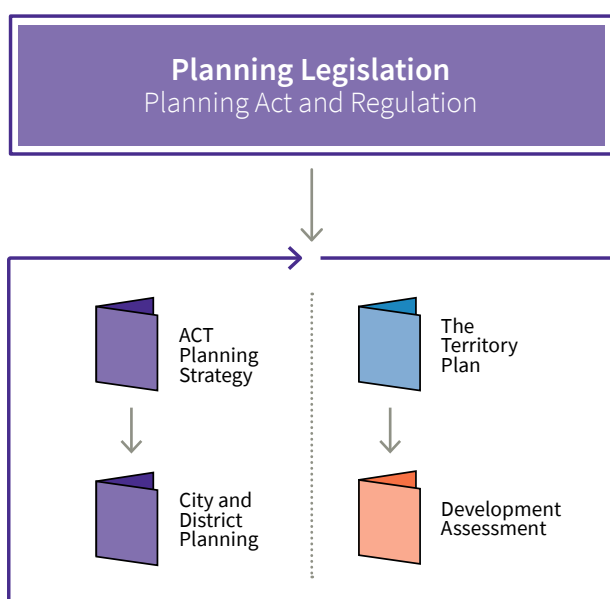 Planning Legislation
Planning Act and Regulation
ACT
Planning
Strategy
The
Territory
Plan
City and
District
Planning
Development
Assessment